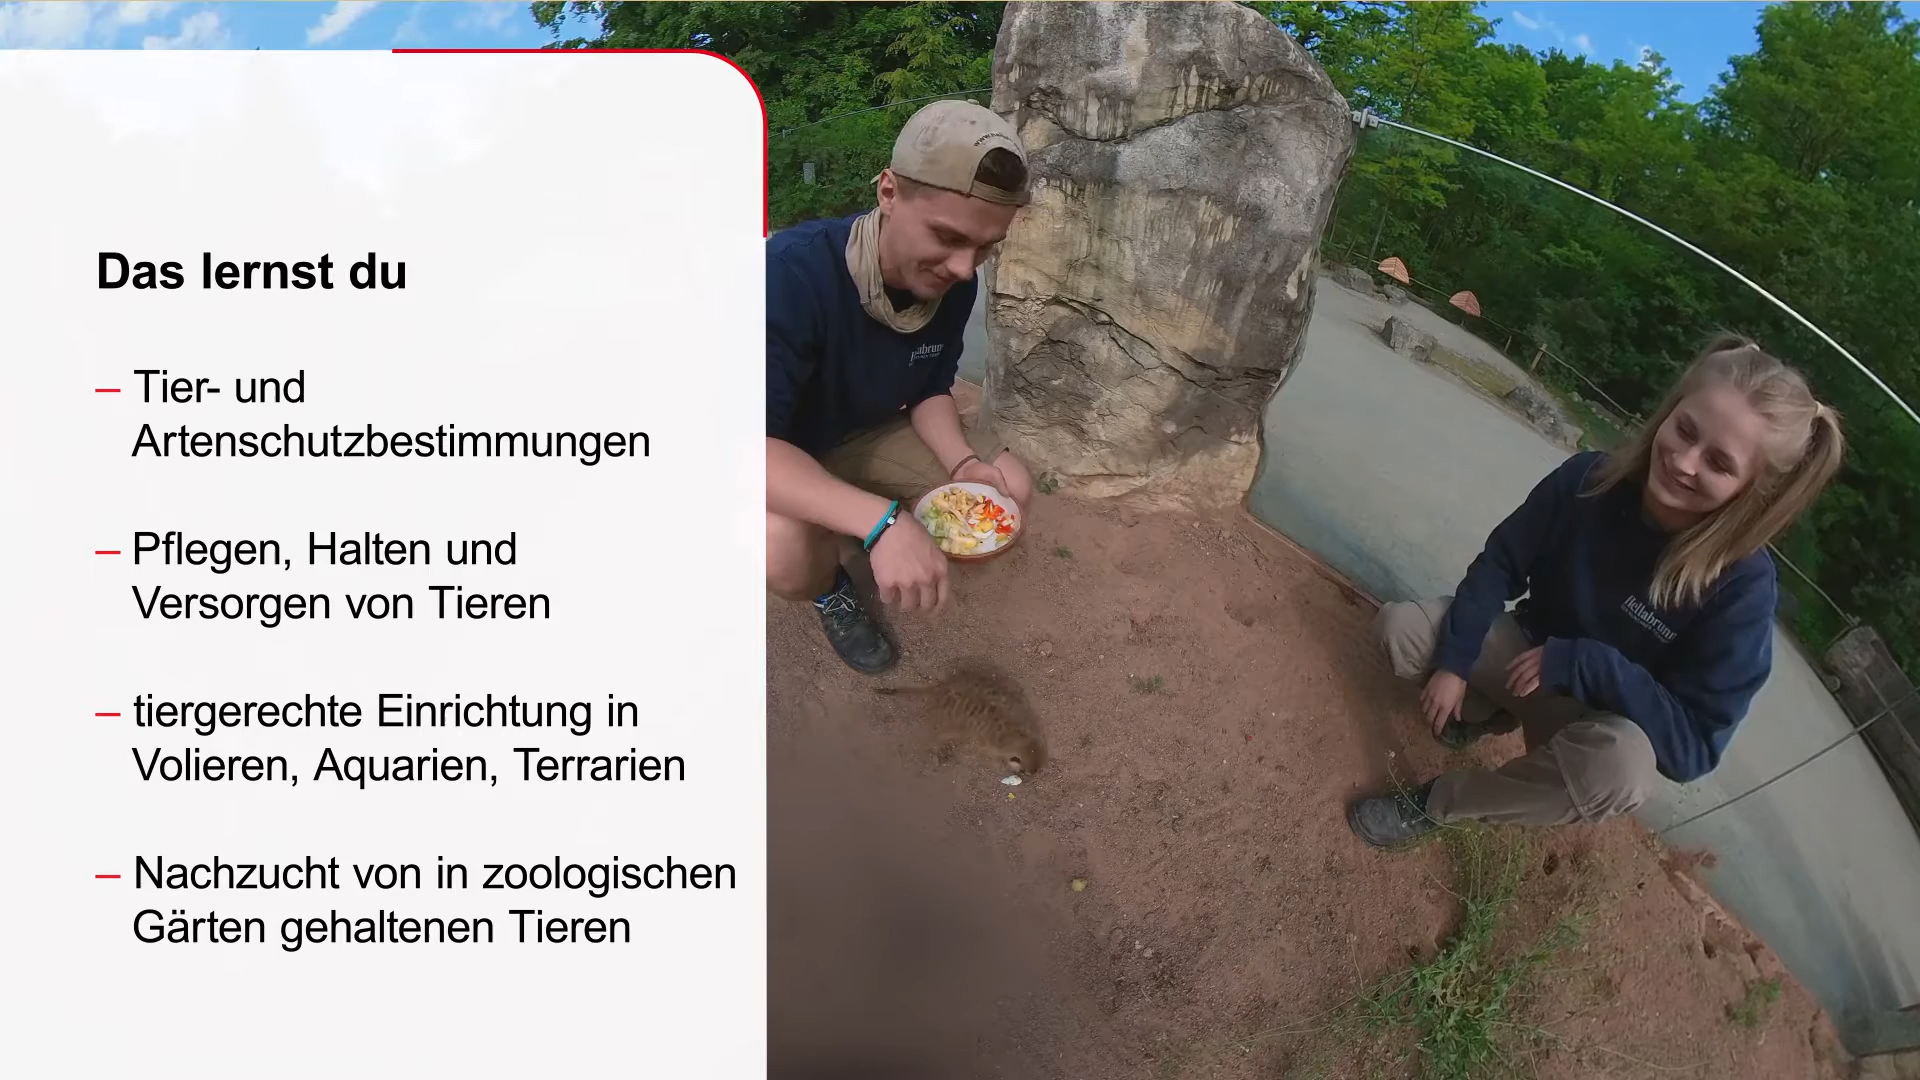 Das lernst du
– Tier- und
Artenschutzbestimmungen
– Pflegen, Halten und
Versorgen von Tieren
– tiergerechte Einrichtung in
Volieren, Aquarien, Terrarien
– Nachzucht von in zoologischen
Gärten gehaltenen Tieren
Hellabrunn